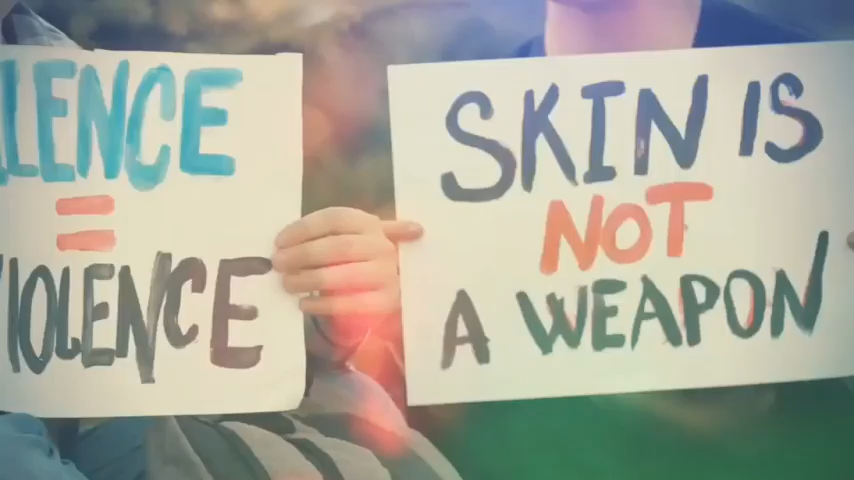 LENCE
=
IOLENCE
SKIN IS
NOT
A WEAPON